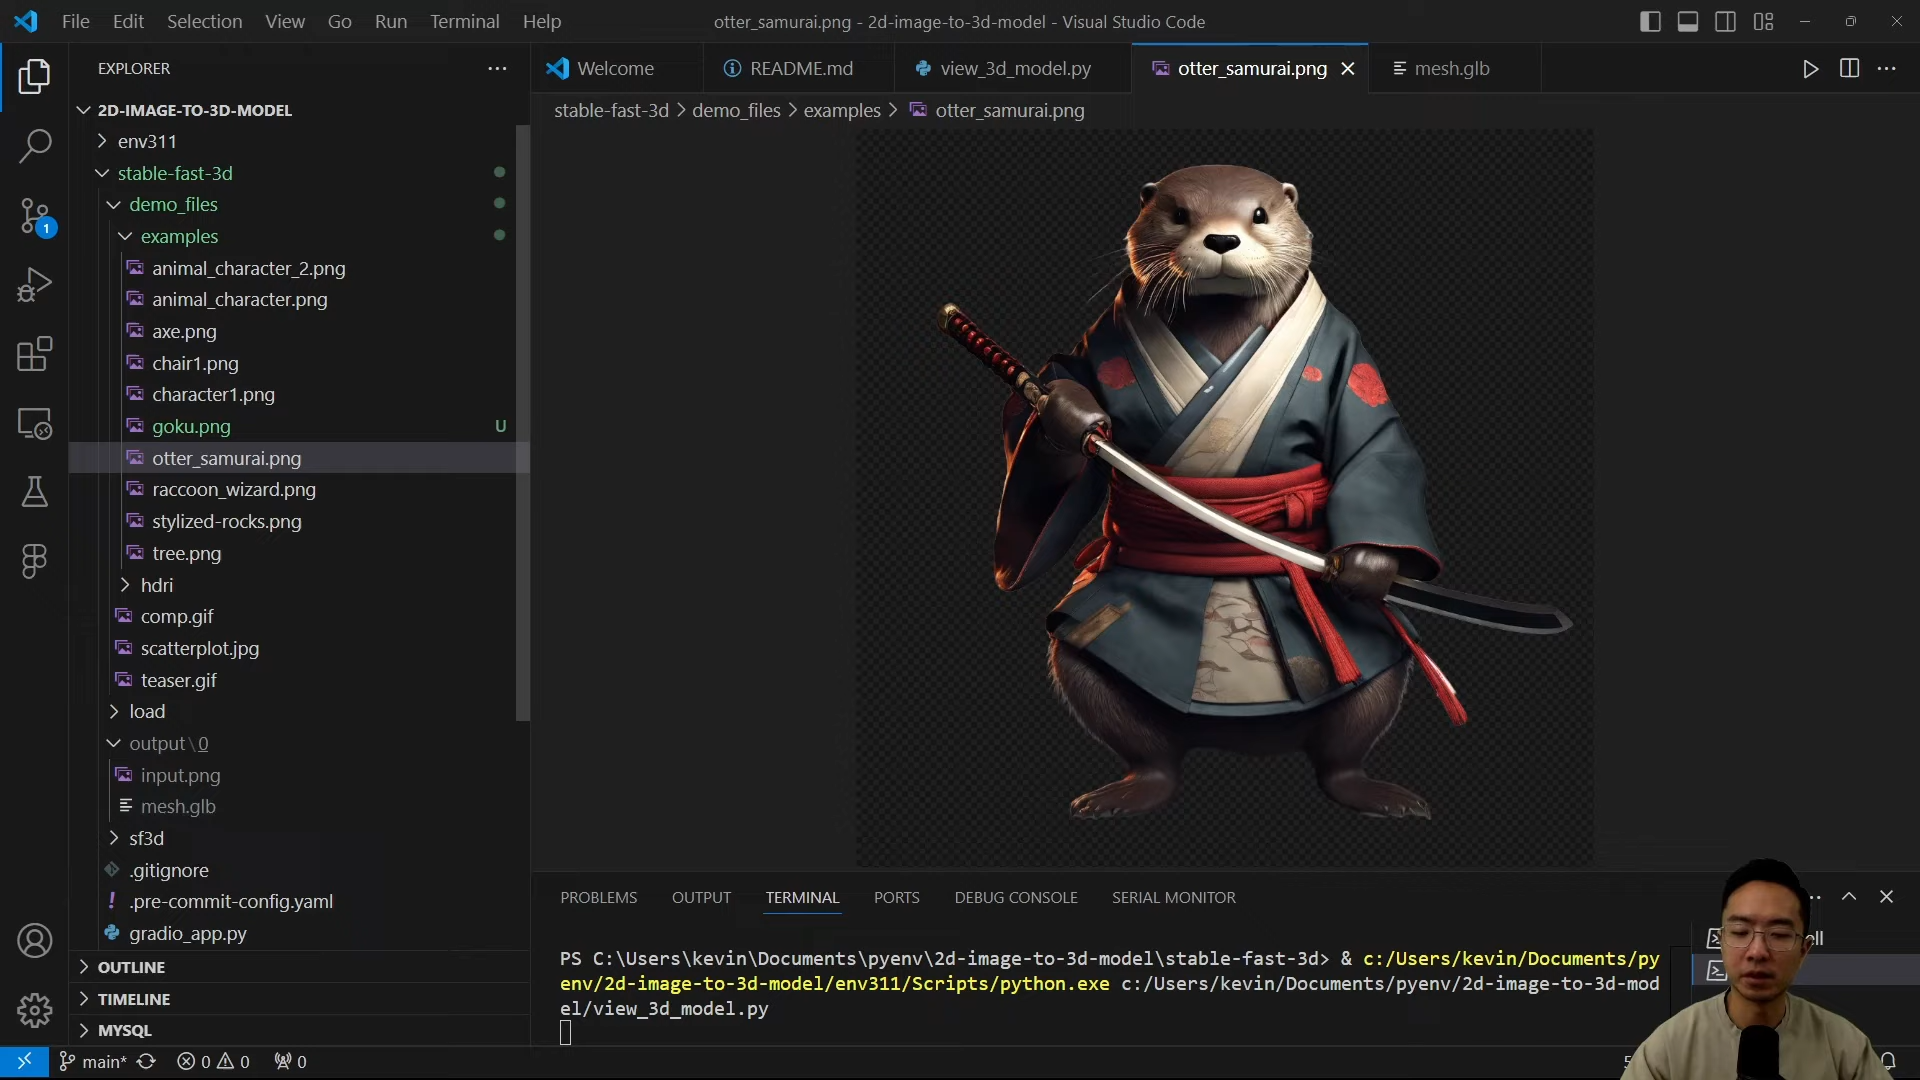 File Edit Selection View Go Run Terminal Help
otter_samurai.png - 2d-image-to-3d-model - Visual Studio Code
EXPLORER
2D-IMAGE-TO-3D-MODEL
env311
stable-fast-3d
demo_files
examples
animal_character_2.png
animal_character.png
axe.png
chair1.png
character1.png
goku.png U
otter_samurai.png
raccoon_wizard.png
stylized-rocks.png
tree.png
hdri
comp.gif
scatterplot.jpg
teaser.gif
load
output\0
input.png
mesh.glb
sf3d
.gitignore
.pre-commit-config.yaml
gradio_app.py
OUTLINE
TIMELINE
MYSQL
1
Welcome README.md view_3d_model.py otter_samurai.png mesh.glb
stable-fast-3d > demo_files > examples > otter_samurai.png
PROBLEMS OUTPUT TERMINAL PORTS DEBUG CONSOLE SERIAL MONITOR
PS C:\Users\kevin\Documents\pyenv\2d-image-to-3d-model\stable-fast-3d> & c:/Users/kevin/Documents/py
env/2d-image-to-3d-model/env311/Scripts/python.exe c:/Users/kevin/Documents/pyenv/2d-image-to-3d-mod
el/view_3d_model.py
main* 0 0 0